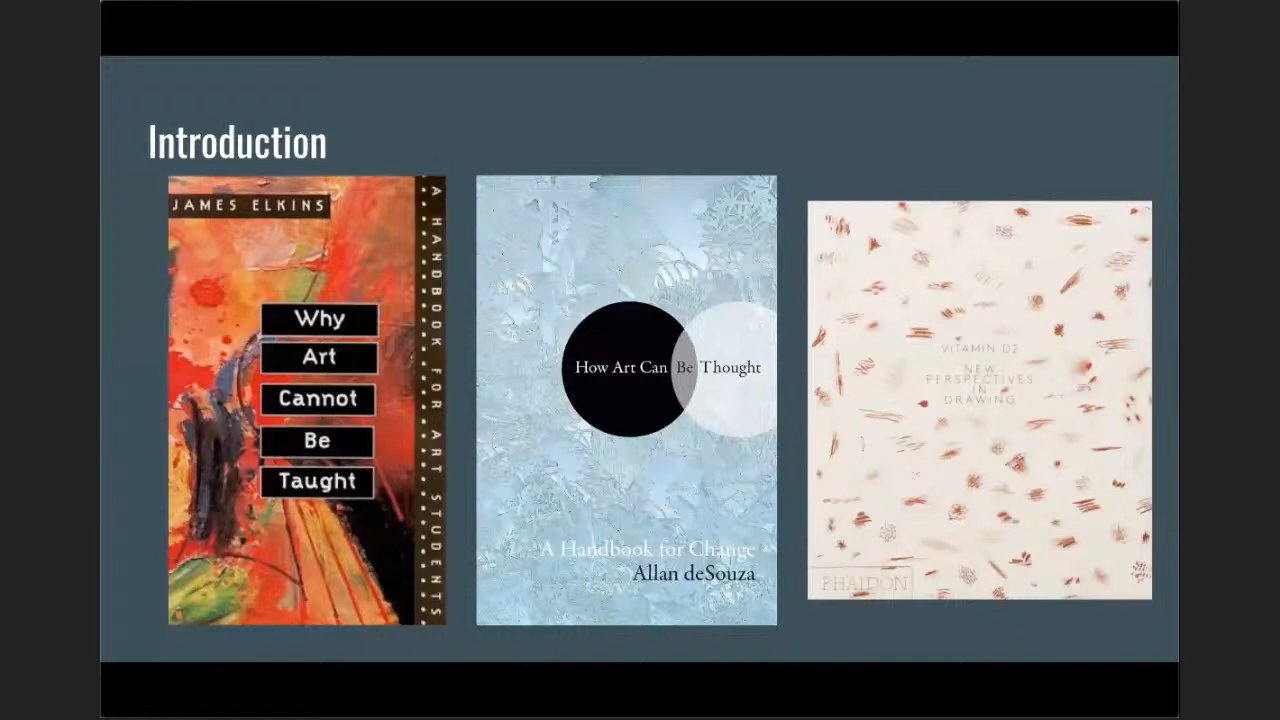 Introduction
JAMES ELKINS
Why
Art
Cannot
Be
Taught
A HANDBOOK FOR ART STUDENTS
How Art Can Be Thought
A Handbook for Change
Allan deSouza
VITAMIN D2
NEW
PERSPECTIVES
IN
DRAWING
PHAIDON